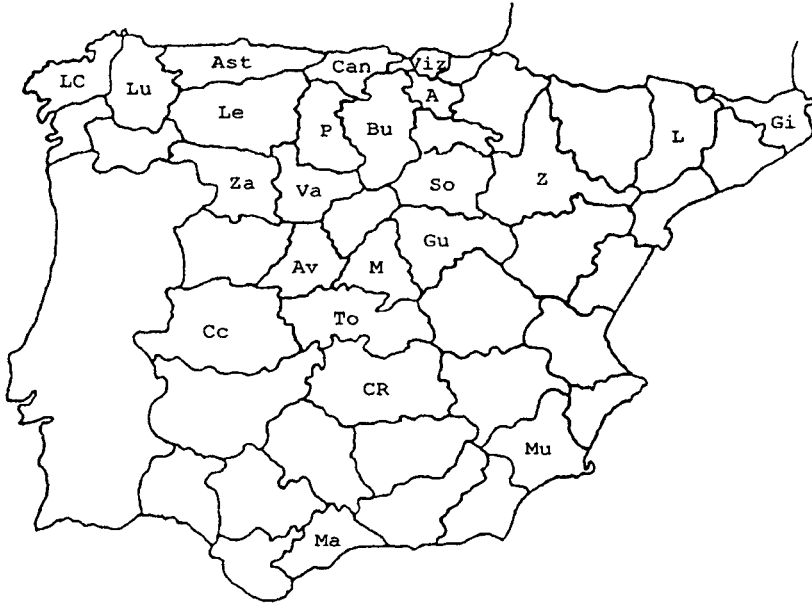 Ast Can Viz
LC Lu Le P Bu A L Gi
Za Va So Z
Av M Gu
Cc To
CR
Mu
Ma